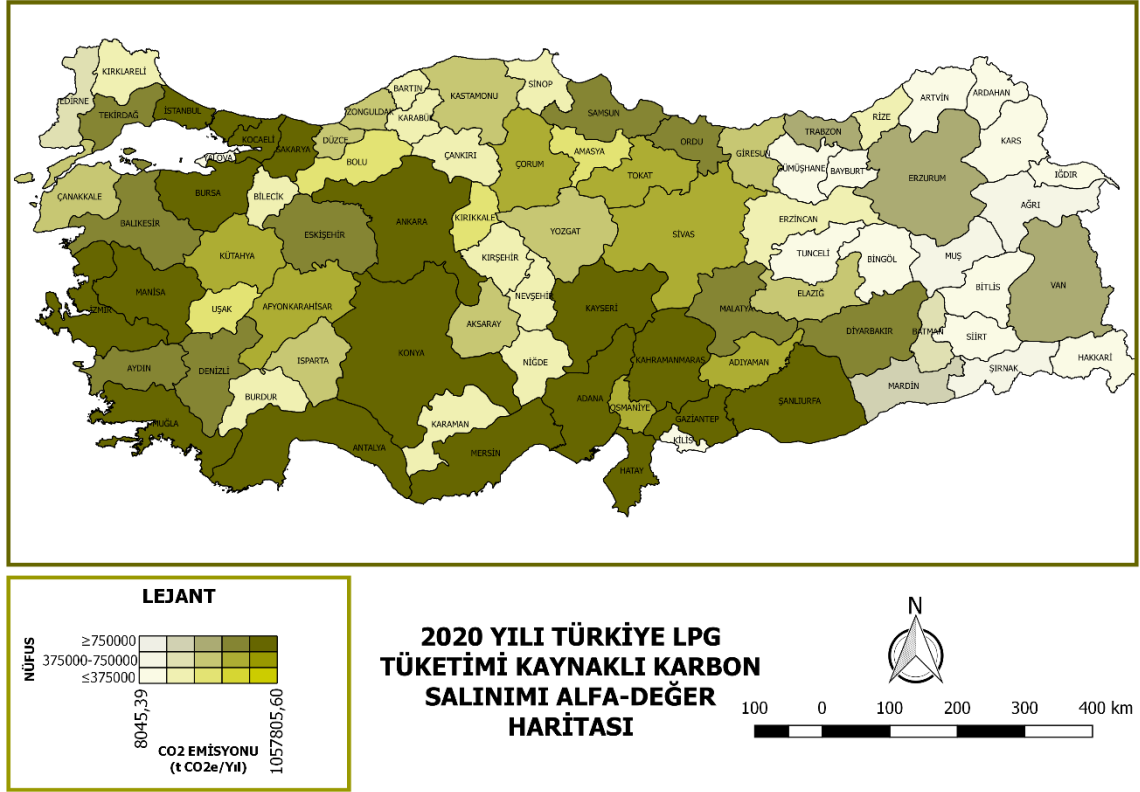 KIRKLARELİ
EDİRNE
TEKİRDAĞ
İSTANBUL
KOCAELİ
SAKARYA
YALOVA
DÜZCE
ZONGULDAK
BARTIN
KARABÜK
KASTAMONU
SİNOP
SAMSUN
ORDU
GİRESUN
TRABZON
RİZE
ARTVİN
ARDAHAN
KARS
IĞDIR
AĞRI
ERZURUM
BAYBURT
GÜMÜŞHANE
ERZİNCAN
TUNCELİ
BİNGÖL
MUŞ
BİTLİS
VAN
HAKKARİ
ŞIRNAK
SİİRT
BATMAN
MARDİN
DİYARBAKIR
ELAZIĞ
MALATYA
ADIYAMAN
ŞANLIURFA
GAZİANTEP
KİLİS
HATAY
OSMANİYE
KAHRAMANMARAŞ
ADANA
MERSİN
KARAMAN
NİĞDE
KAYSERİ
NEVŞEHİR
KIRŞEHİR
AKSARAY
KONYA
ANTALYA
BURDUR
ISPARTA
AFYONKARAHİSAR
UŞAK
DENİZLİ
MUĞLA
AYDIN
İZMİR
MANİSA
KÜTAHYA
BALIKESİR
ÇANAKKALE
BURSA
BİLECİK
ESKİŞEHİR
BOLU
ANKARA
ÇANKIRI
KIRIKKALE
ÇORUM
AMASYA
TOKAT
YOZGAT
SİVAS
LEJANT
NÜFUS
≥750000
375000-750000
≤375000
8045,39
1057805,60
CO2 EMİSYONU
(t CO2e/Yıl)
2020 YILI TÜRKİYE LPG
TÜKETİMİ KAYNAKLI KARBON
SALINIMI ALFA-DEĞER
HARİTASI
N
100 0 100 200 300 400 km